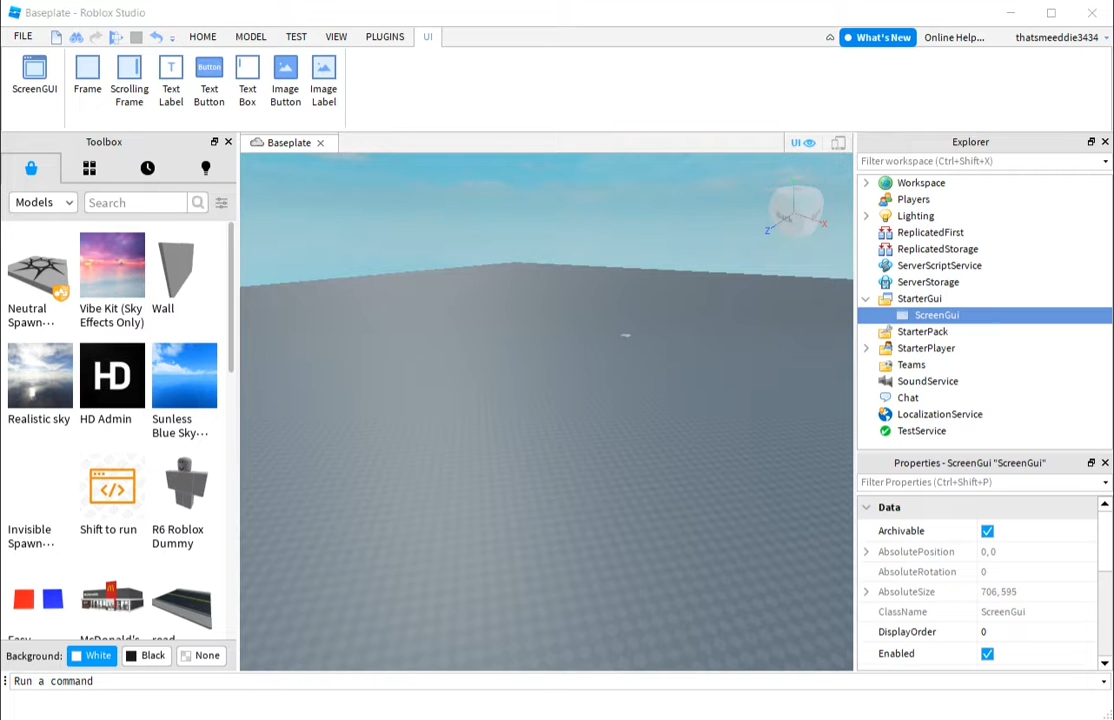 Baseplate - Roblox Studio
FILE HOME MODEL TEST VIEW PLUGINS UI What's New Online Help... thatsmeeddie3434
ScreenGUI
Frame
Scrolling
Frame
Text
Label
Button
Text
Button
Text
Box
Image
Button
Image
Label
Toolbox
Models
Search
Neutral
Spawn···
Vibe Kit (Sky
Effects Only)
Wall
Realistic sky
HD
HD Admin
Sunless
Blue Sky···
Invisible
Spawn···
Shift to run
R6 Roblox
Dummy
Background: White Black None
Baseplate
UI
Z
X
Explorer
Filter workspace (Ctrl+Shift+X)
Workspace
Players
Lighting
ReplicatedFirst
ReplicatedStorage
ServerScriptService
ServerStorage
StarterGui
ScreenGui
StarterPack
StarterPlayer
Teams
SoundService
Chat
LocalizationService
TestService
Properties - ScreenGui "ScreenGui"
Filter Properties (Ctrl+Shift+P)
Data
Archivable
AbsolutePosition 0, 0
AbsoluteRotation 0
AbsoluteSize 706, 595
ClassName ScreenGui
DisplayOrder 0
Enabled
Run a command